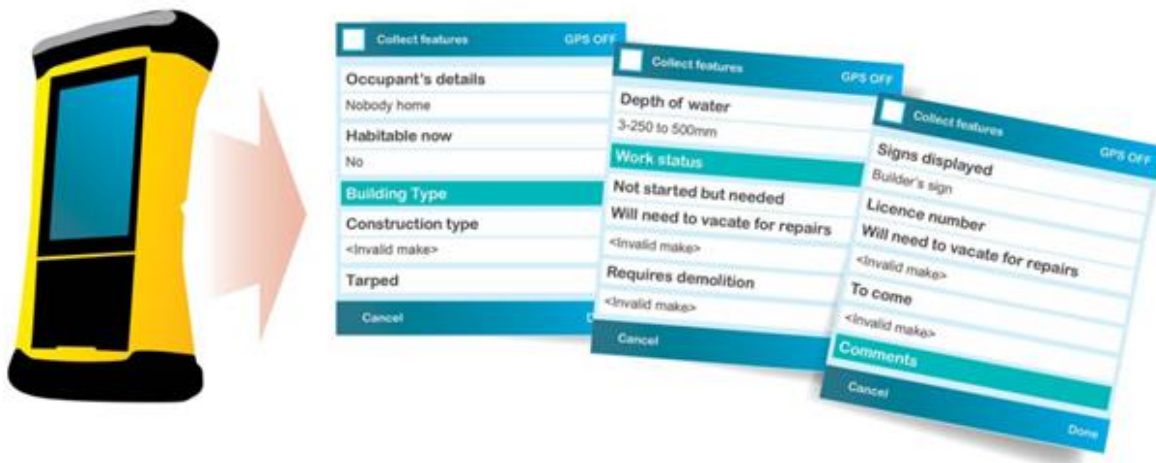 Collect features GPS OFF
Occupant's details
Nobody home
Habitable now
No
Building Type
Construction type
<Invalid make>
Tarped
Cancel
Collect features GPS OFF
Depth of water
3-250 to 500mm
Work status
Not started but needed
Will need to vacate for repairs
<Invalid make>
Requires demolition
<Invalid make>
Cancel
Collect features GPS OFF
Signs displayed
Builder's sign
Licence number
Will need to vacate for repairs
<Invalid make>
To come
<Invalid make>
Comments
Cancel Done